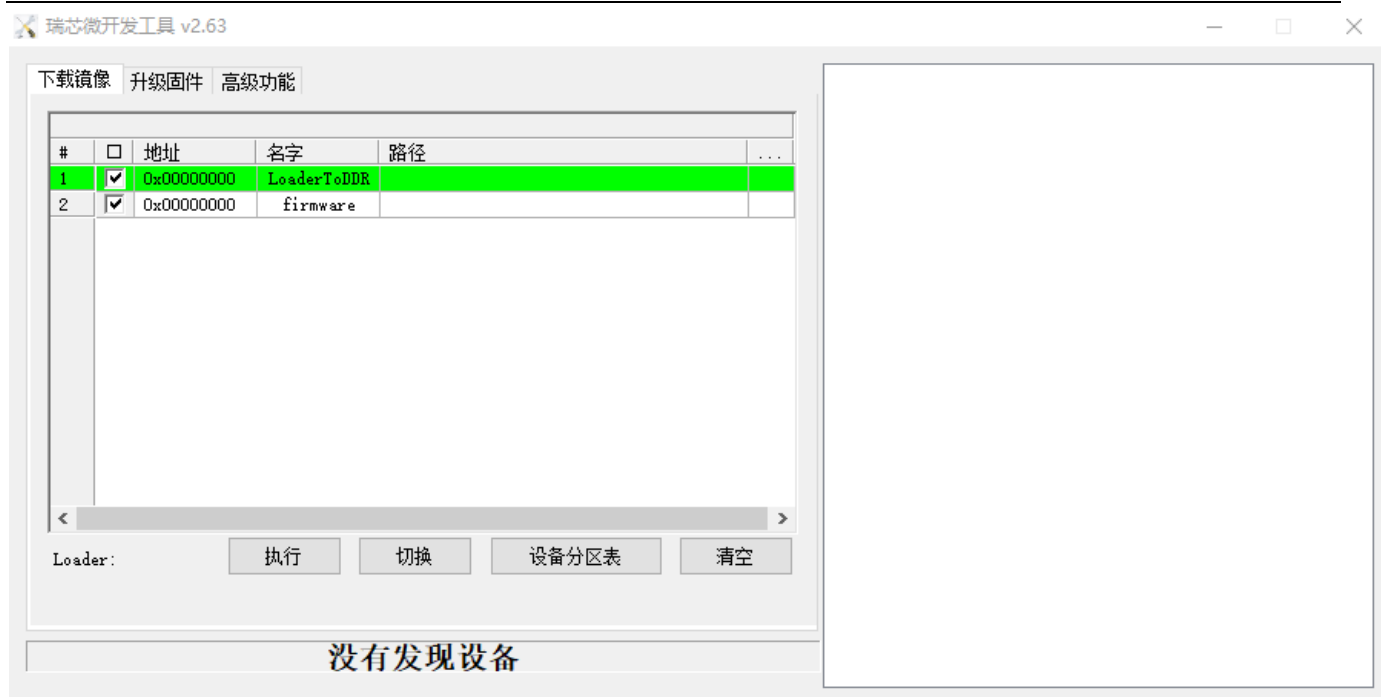 瑞芯微开发工具 v2.63
下载镜像 升级固件 高级功能
# 地址 名字 路径 ...
1 0x00000000 LoaderToDDR
2 0x00000000 firmware
Loader: 执行 切换 设备分区表 清空
没有发现设备